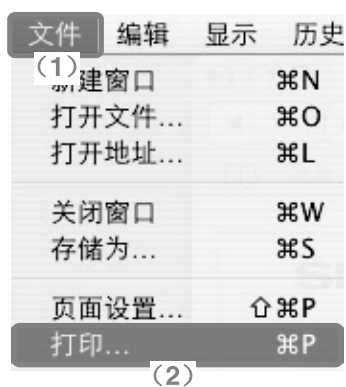 文件 编辑 显示 历史
(1)
新建窗口 ⌘N
打开文件... ⌘O
打开地址... ⌘L
关闭窗口 ⌘W
存储为... ⌘S
页面设置... ⇧⌘P
打印... ⌘P
(2)